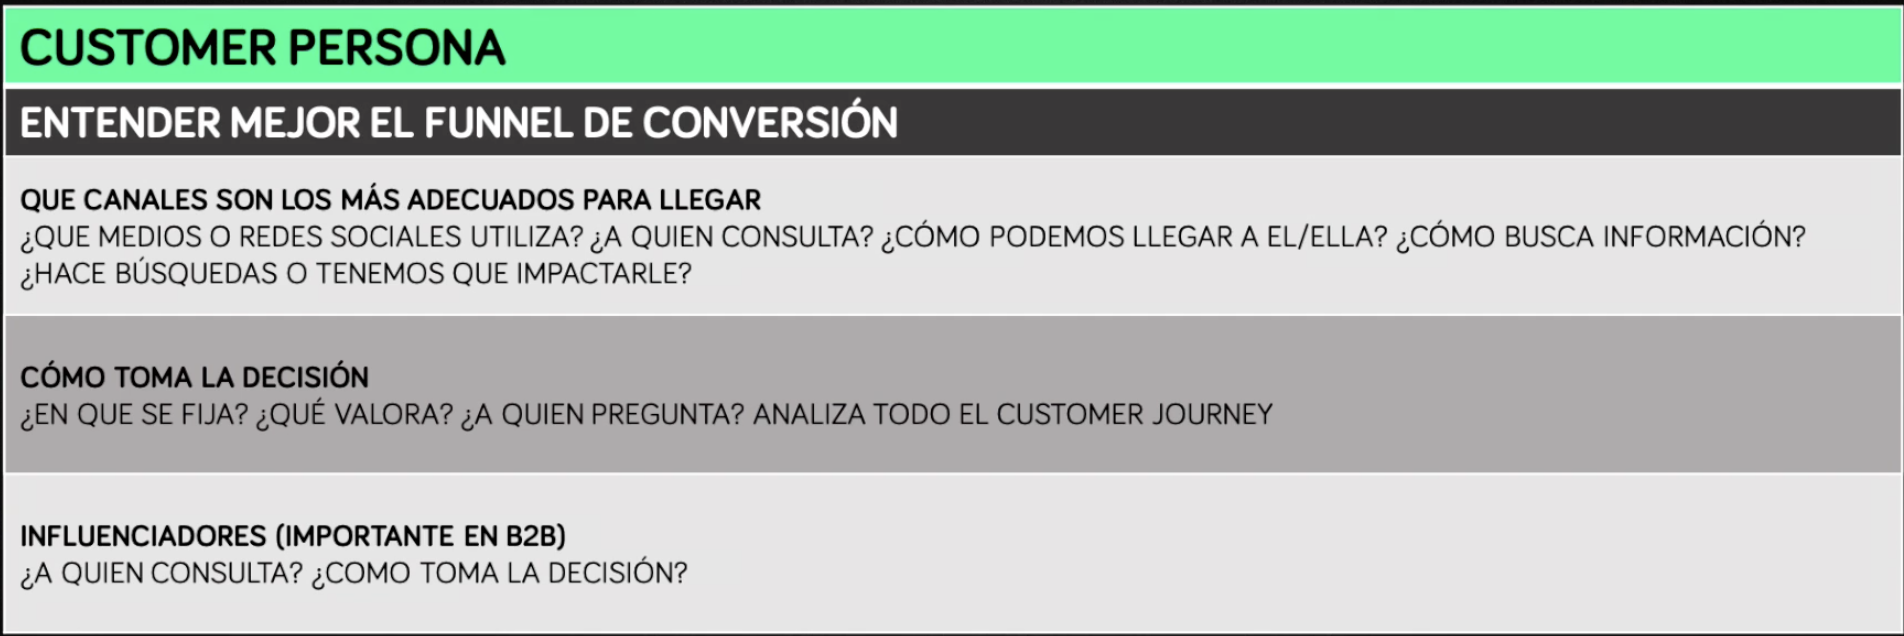 CUSTOMER PERSONA
ENTENDER MEJOR EL FUNNEL DE CONVERSIÓN
QUE CANALES SON LOS MÁS ADECUADOS PARA LLEGAR
¿QUE MEDIOS O REDES SOCIALES UTILIZA? ¿A QUIEN CONSULTA? ¿CÓMO PODEMOS LLEGAR A EL/ELLA? ¿CÓMO BUSCA INFORMACIÓN?
¿HACE BÚSQUEDAS O TENEMOS QUE IMPACTARLE?
CÓMO TOMA LA DECISIÓN
¿EN QUE SE FIJA? ¿QUÉ VALORA? ¿A QUIEN PREGUNTA? ANALIZA TODO EL CUSTOMER JOURNEY
INFLUENCIADORES (IMPORTANTE EN B2B)
¿A QUIEN CONSULTA? ¿COMO TOMA LA DECISIÓN?